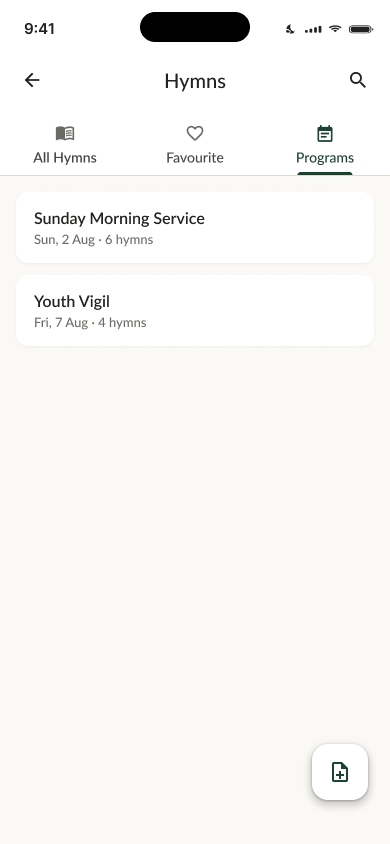 9:41
Hymns
All Hymns
Favourite
Programs
Sunday Morning Service
Sun, 2 Aug · 6 hymns
Youth Vigil
Fri, 7 Aug · 4 hymns